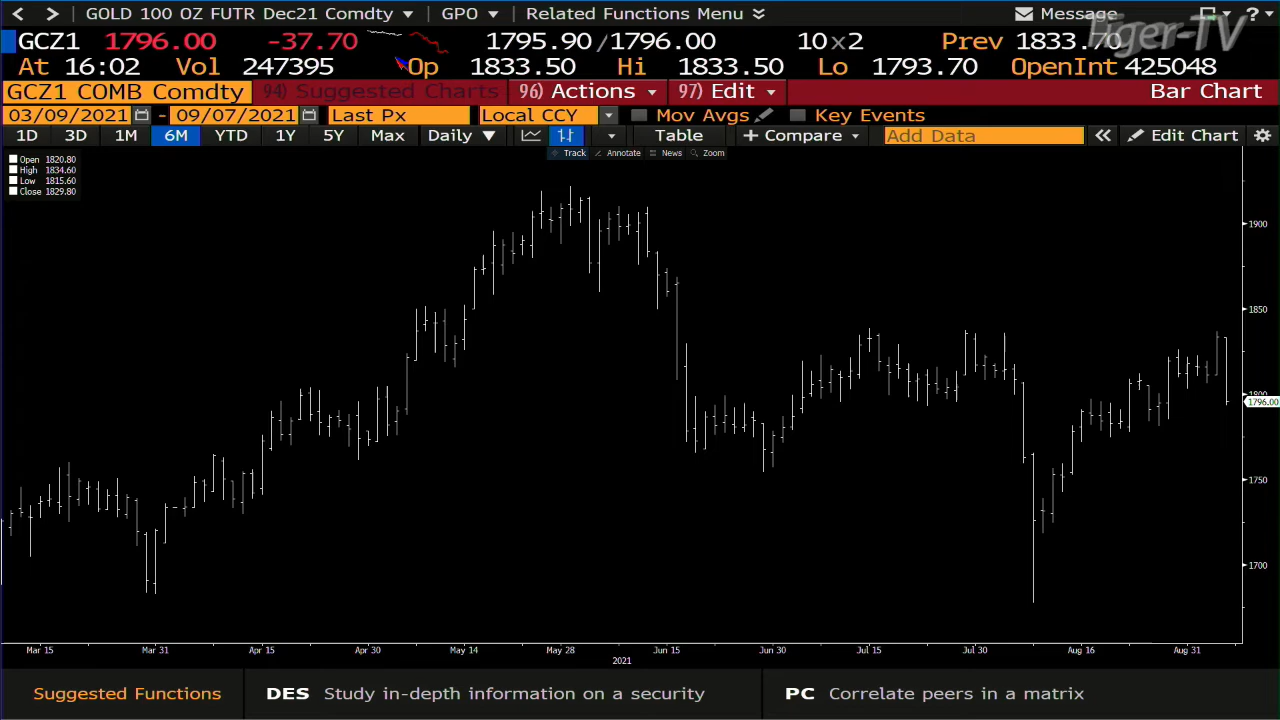 GOLD 100 OZ FUTR Dec21 Comdty GPO Related Functions Menu Message ?
GCZ1 1796.00 -37.70 1795.90/1796.00 10x2 Prev 1833.70
At 16:02 Vol 247395 Op 1833.50 Hi 1833.50 Lo 1793.70 OpenInt 425048
GCZ1 COMB Comdty 94) Suggested Charts 96) Actions 97) Edit Bar Chart
03/09/2021 - 09/07/2021 Last Px Local CCY Mov Avgs Key Events
1D 3D 1M 6M YTD 1Y 5Y Max Daily Table + Compare Add Data Edit Chart
Track Annotate News Zoom
Open 1820.80
High 1834.60
Low 1815.60
Close 1829.80
1900
1850
1800
1796.00
1750
1700
Mar 15 Mar 31 Apr 15 Apr 30 May 14 May 28 Jun 15 Jun 30 Jul 15 Jul 30 Aug 16 Aug 31
2021
Suggested Functions DES Study in-depth information on a security PC Correlate peers in a matrix